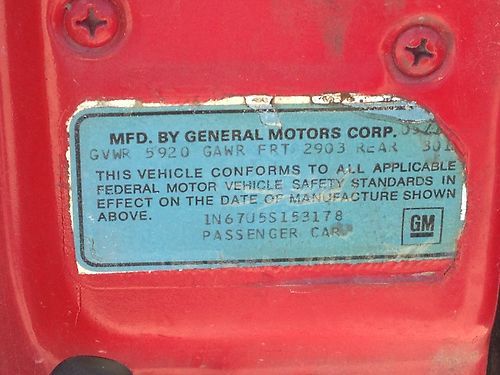 MFD. BY GENERAL MOTORS CORP.
GVWR 5920 GAWR FRT 2903 REAR 301
THIS VEHICLE CONFORMS TO ALL APPLICABLE
FEDERAL MOTOR VEHICLE SAFETY STANDARDS IN
EFFECT ON THE DATE OF MANUFACTURE SHOWN
ABOVE.
1N67U5S153178
PASSENGER CAR
GM